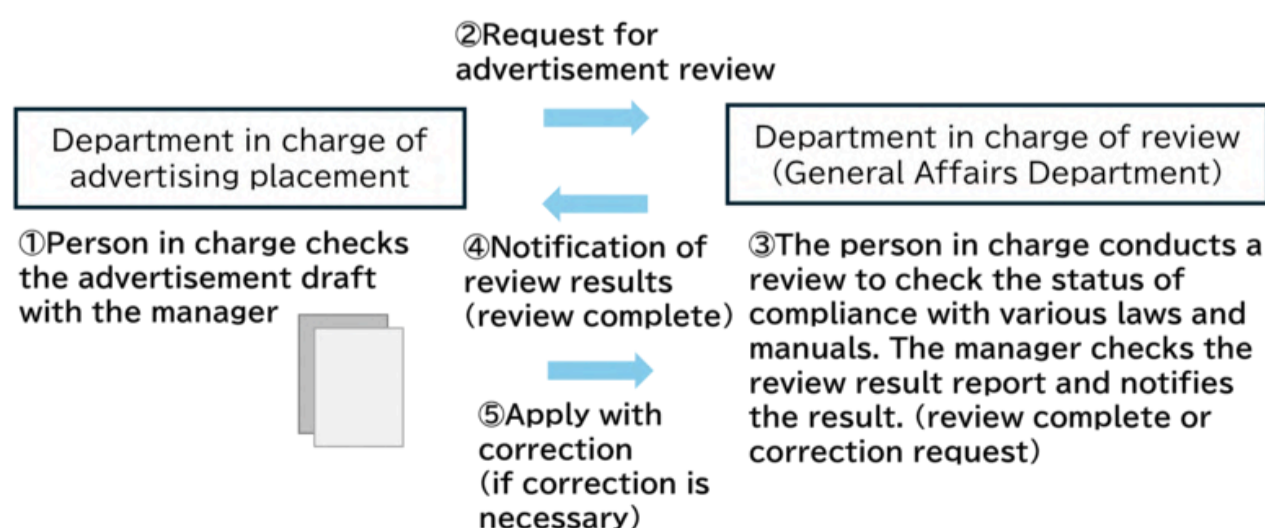 ②Request for
advertisement review
Department in charge of
advertising placement
Department in charge of review
(General Affairs Department)
①Person in charge checks
the advertisement draft
with the manager
④Notification of
review results
(review complete)
③The person in charge conducts a
review to check the status of
compliance with various laws and
manuals. The manager checks the
review result report and notifies
the result. (review complete or
correction request)
⑤Apply with
correction
(if correction is
necessary)